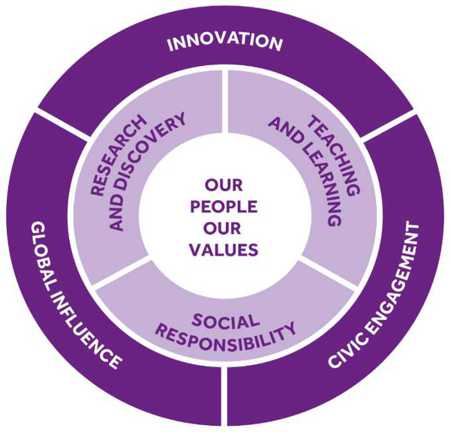 INNOVATION
RESEARCH
AND DISCOVERY
TEACHING
AND LEARNING
OUR
PEOPLE
OUR
VALUES
GLOBAL INFLUENCE
CIVIC ENGAGEMENT
SOCIAL
RESPONSIBILITY